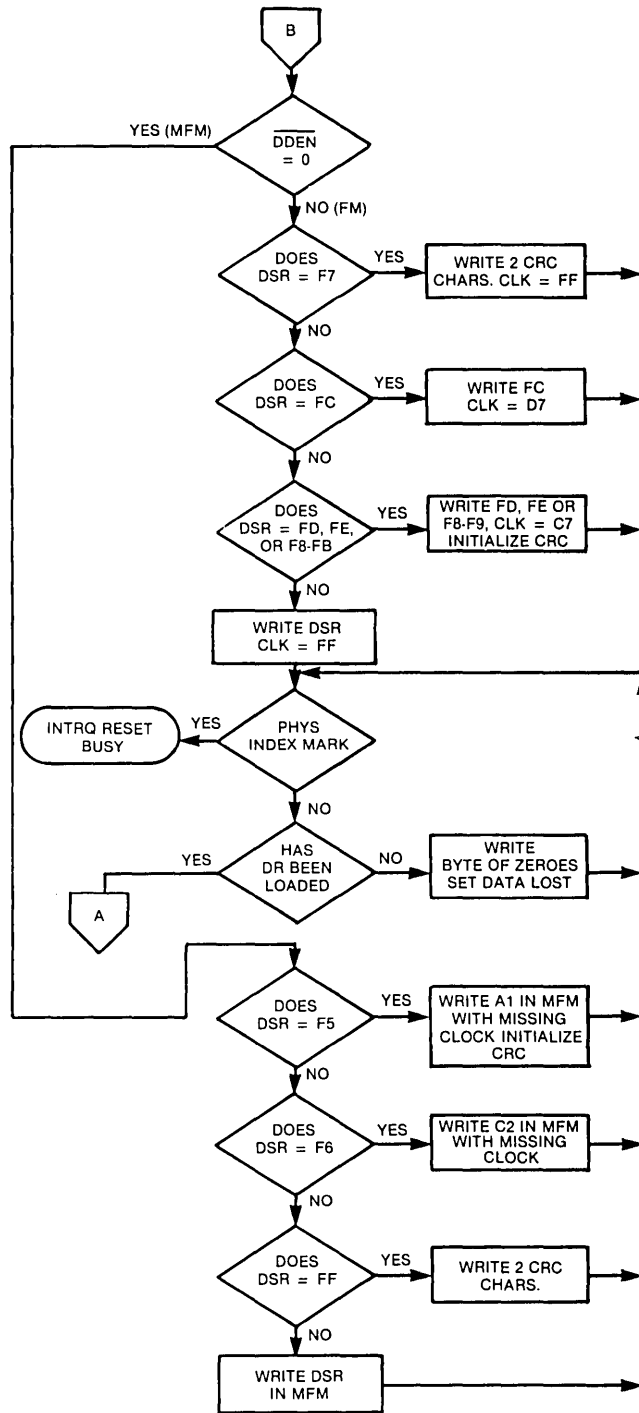 B
YES (MFM)
DDEN
= 0
NO (FM)
DOES
DSR = F7
YES
WRITE 2 CRC
CHARS. CLK = FF
NO
DOES
DSR = FC
YES
WRITE FC
CLK = D7
NO
DOES
DSR = FD, FE,
OR F8-FB
YES
WRITE FD, FE OR
F8-F9, CLK = C7
INITIALIZE CRC
NO
WRITE DSR
CLK = FF
INTRQ RESET
BUSY
YES
PHYS
INDEX MARK
NO
YES
HAS
DR BEEN
LOADED
NO
WRITE
BYTE OF ZEROES
SET DATA LOST
A
DOES
DSR = F5
YES
WRITE A1 IN MFM
WITH MISSING
CLOCK INITIALIZE
CRC
NO
DOES
DSR = F6
YES
WRITE C2 IN MFM
WITH MISSING
CLOCK
NO
DOES
DSR = FF
YES
WRITE 2 CRC
CHARS.
NO
WRITE DSR
IN MFM